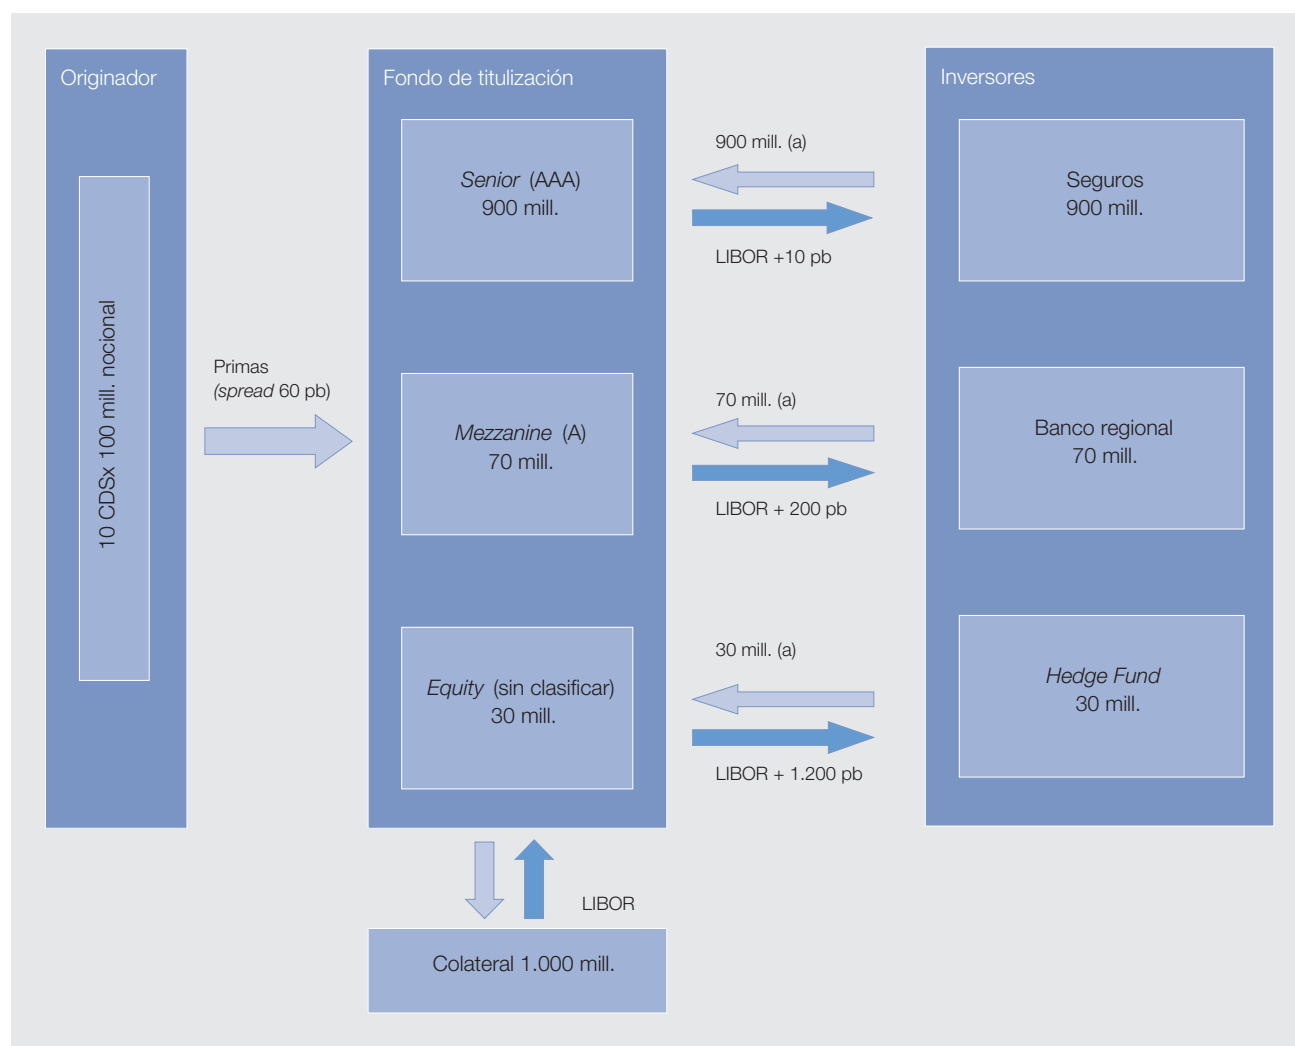 Originador
10 CDSx 100 mill. nocional
Primas
(spread 60 pb)
Fondo de titulización
Senior (AAA)
900 mill.
Mezzanine (A)
70 mill.
Equity (sin clasificar)
30 mill.
900 mill. (a)
LIBOR +10 pb
70 mill. (a)
LIBOR + 200 pb
30 mill. (a)
LIBOR + 1.200 pb
Inversores
Seguros
900 mill.
Banco regional
70 mill.
Hedge Fund
30 mill.
LIBOR
Colateral 1.000 mill.